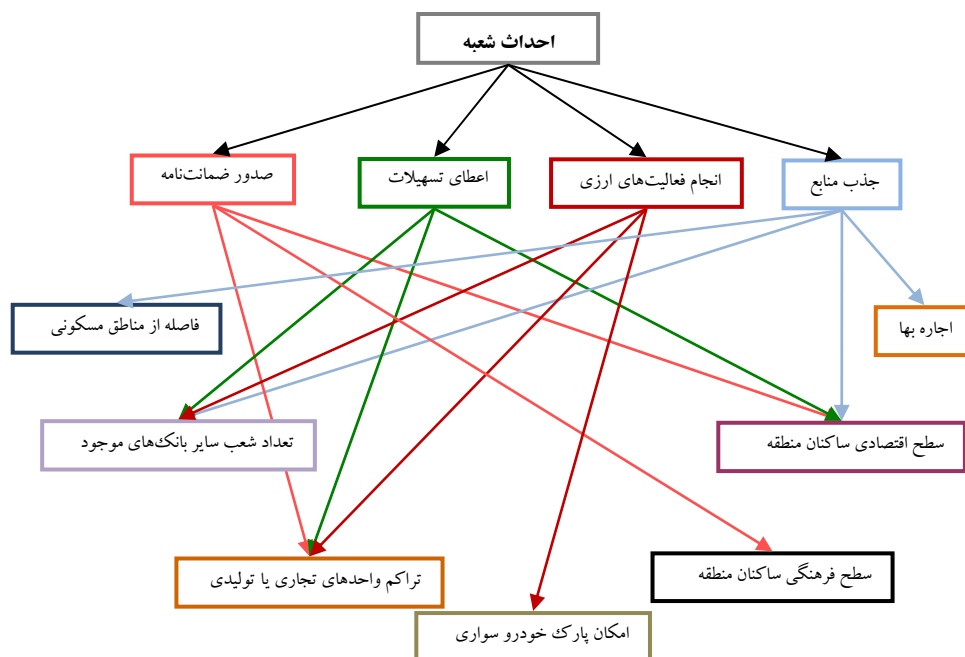 احداث شعبه
جذب منابع
انجام فعالیت‌های ارزی
اعطای تسهیلات
صدور ضمانت‌نامه
اجاره بها
فاصله از مناطق مسکونی
سطح اقتصادی ساکنان منطقه
تعداد شعب سایر بانک‌های موجود
سطح فرهنگی ساکنان منطقه
تراکم واحدهای تجاری یا تولیدی
امکان پارک خودرو سواری